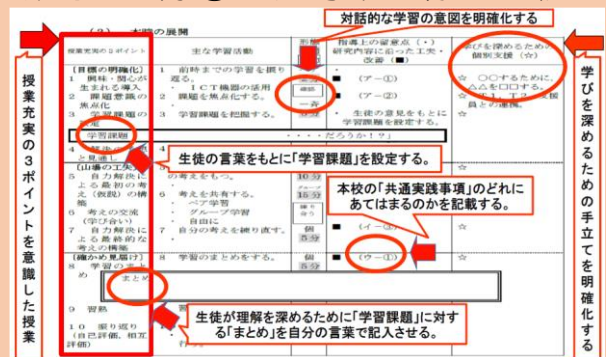 対話的な学習の意図を明確化する
本時の展開
授業充実の3ポイント
主な学習活動
指導上の留意点(・)
研究内容に沿った工夫・
改善(■)
学びを深めるための
個別支援(☆)
授業充実の3ポイントを意識した授業
学びを深めるための手立てを明確化する
【目標の明確化】
1 興味・関心が
生まれる導入
2 課題意識の
焦点化
3 学習課題の
1 前時までの学習を振り
返る。
・ICT機器の活用
2 課題を焦点化する。
3 学習課題を把握する。
一斉
■ (ア-①)
■ (ア-②)
・ 生徒の意見をもとに
学習課題を設定する。
☆ ○○するために、
△△を□□する。
学習課題
・・・・だろうか!?」
生徒の言葉をもとに「学習課題」を設定する。
と見通し
【山場の工夫】
5 自力解決に
よる最初の考
え(仮説)の構
築
6 考えの交流
(学び合い)
7 自力解決に
よる最終的な
考えの構築
の考えをもつ。
6 考えを共有する。
・ ペア学習
・ グループ学習
・ 自由に
7 自分の考えを練り直す。
10分
グループ
15分
個
5分
☆
☆
本校の「共通実践事項」のどれに
あてはまるのかを記載する。
■ (イ-③)
【確かめ見届け】
8 学習のまと
め
8 学習のまとめをする。
個
5分
■ (ウ-①)
☆
まとめ
9 習熟
10 振り返り
(自己評価、相互
評価)
生徒が理解を深めるために「学習課題」に対す
る「まとめ」を自分の言葉で記入させる。